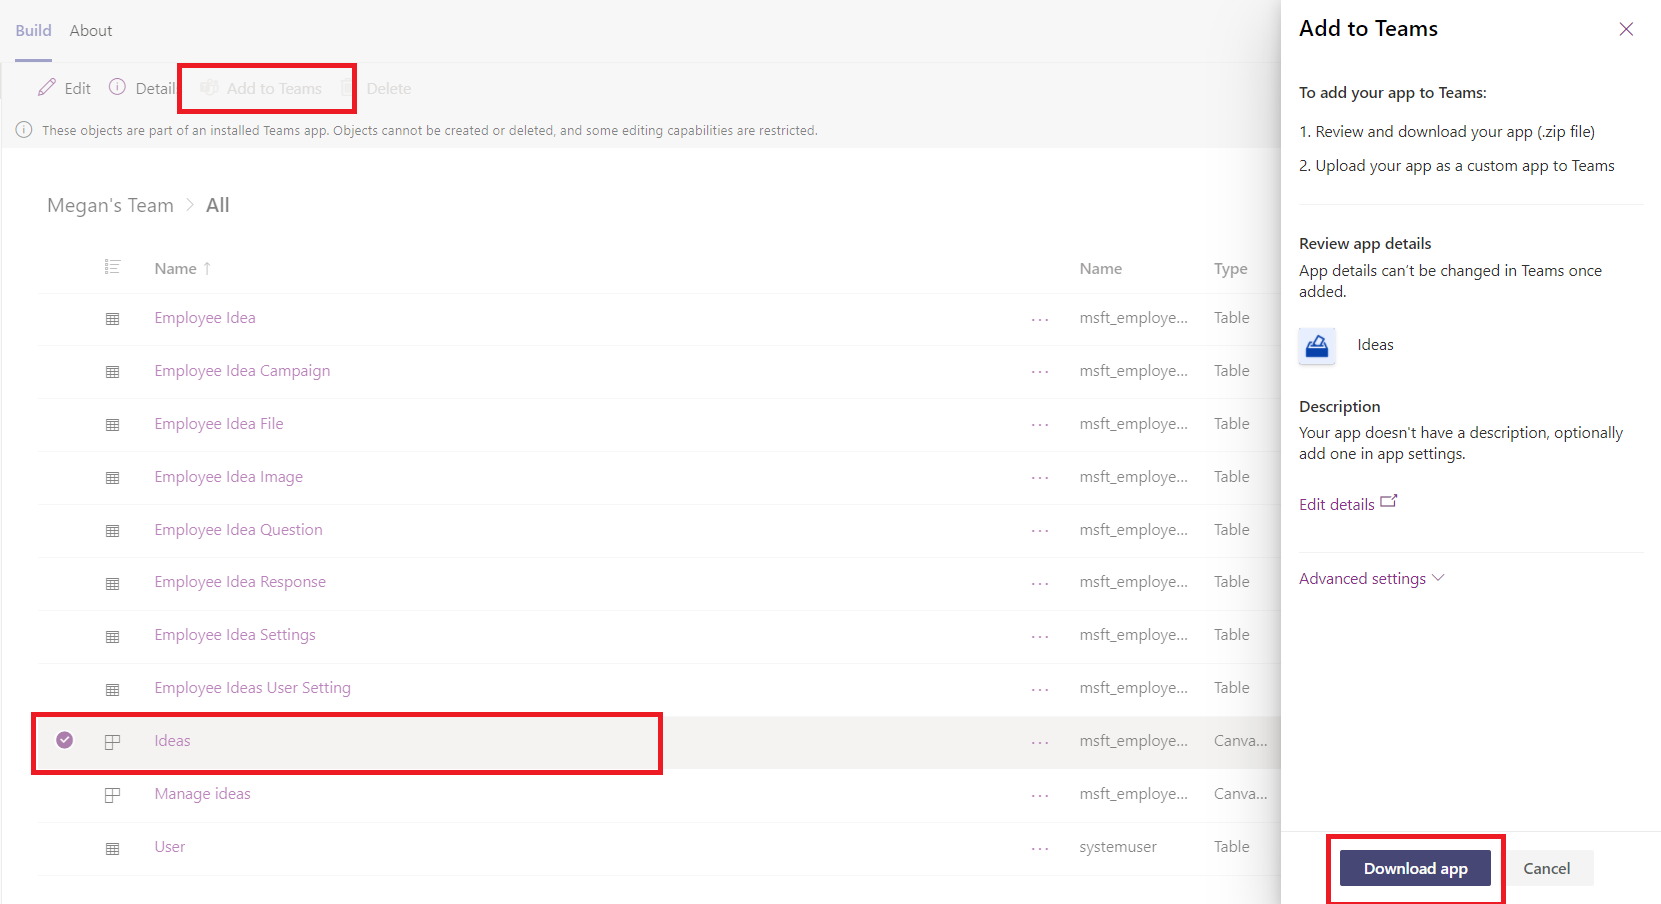 Build About
Edit Details Add to Teams Delete
These objects are part of an installed Teams app. Objects cannot be created or deleted, and some editing capabilities are restricted.
Megan's Team > All
Name ↑ Name Type
Employee Idea ... msft_employe... Table
Employee Idea Campaign ... msft_employe... Table
Employee Idea File ... msft_employe... Table
Employee Idea Image ... msft_employe... Table
Employee Idea Question ... msft_employe... Table
Employee Idea Response ... msft_employe... Table
Employee Idea Settings ... msft_employe... Table
Employee Ideas User Setting ... msft_employe... Table
Ideas ... msft_employe... Canva...
Manage ideas ... msft_employe... Canva...
User ... systemuser Table
Add to Teams
To add your app to Teams:
1. Review and download your app (.zip file)
2. Upload your app as a custom app to Teams
Review app details
App details can’t be changed in Teams once
added.
Ideas
Description
Your app doesn't have a description, optionally
add one in app settings.
Edit details
Advanced settings
Download app Cancel